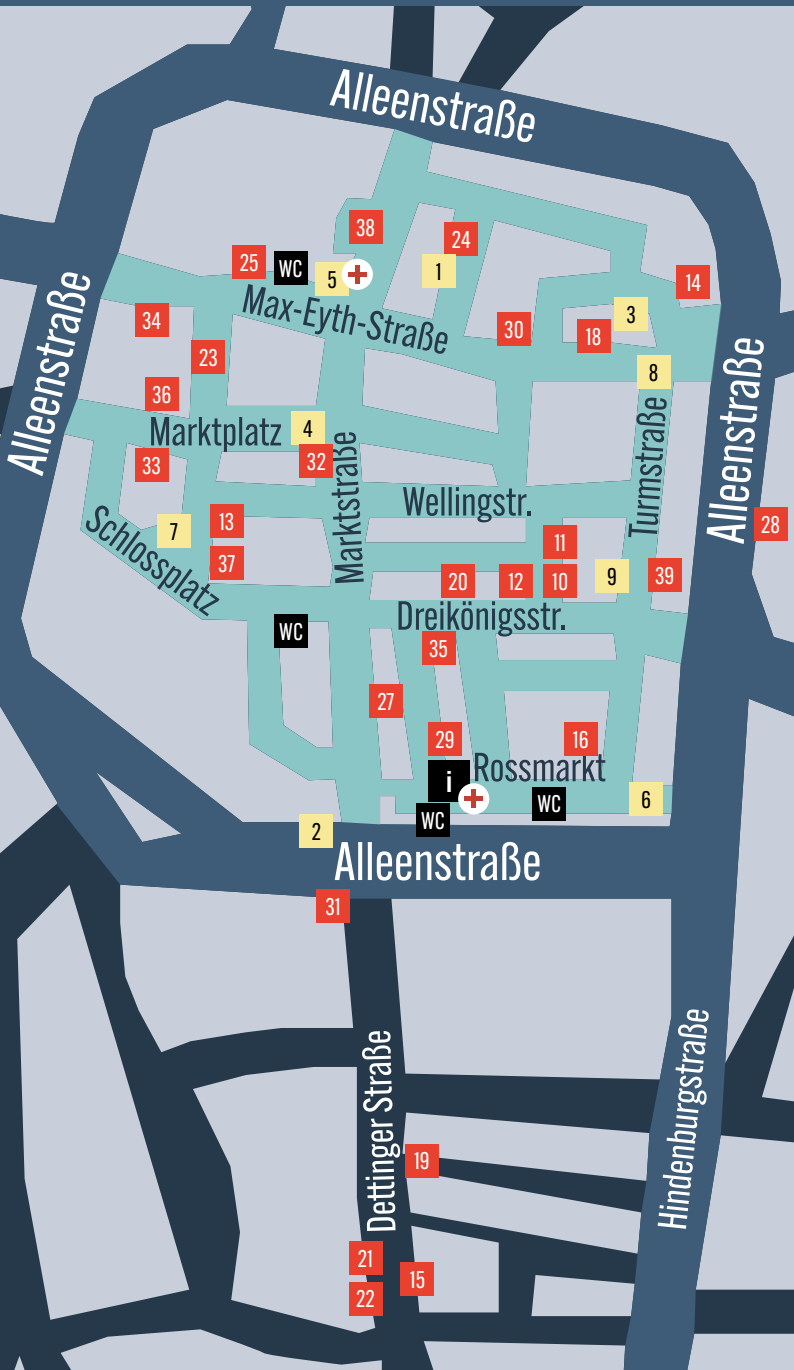 Alleenstraße
38
24
25
WC
5
1
14
Max-Eyth-Straße
34
3
30
18
23
8
36
Alleenstraße
Marktplatz
4
32
33
Marktstraße
Turmstraße
Alleenstraße
Wellingstr.
7
13
28
Schlossplatz
11
37
20
12
10
9
39
Dreikönigsstr.
WC
35
27
29
16
i
Rossmarkt
WC
6
WC
2
Alleenstraße
31
Dettinger Straße
Hindenburgstraße
19
21
15
22